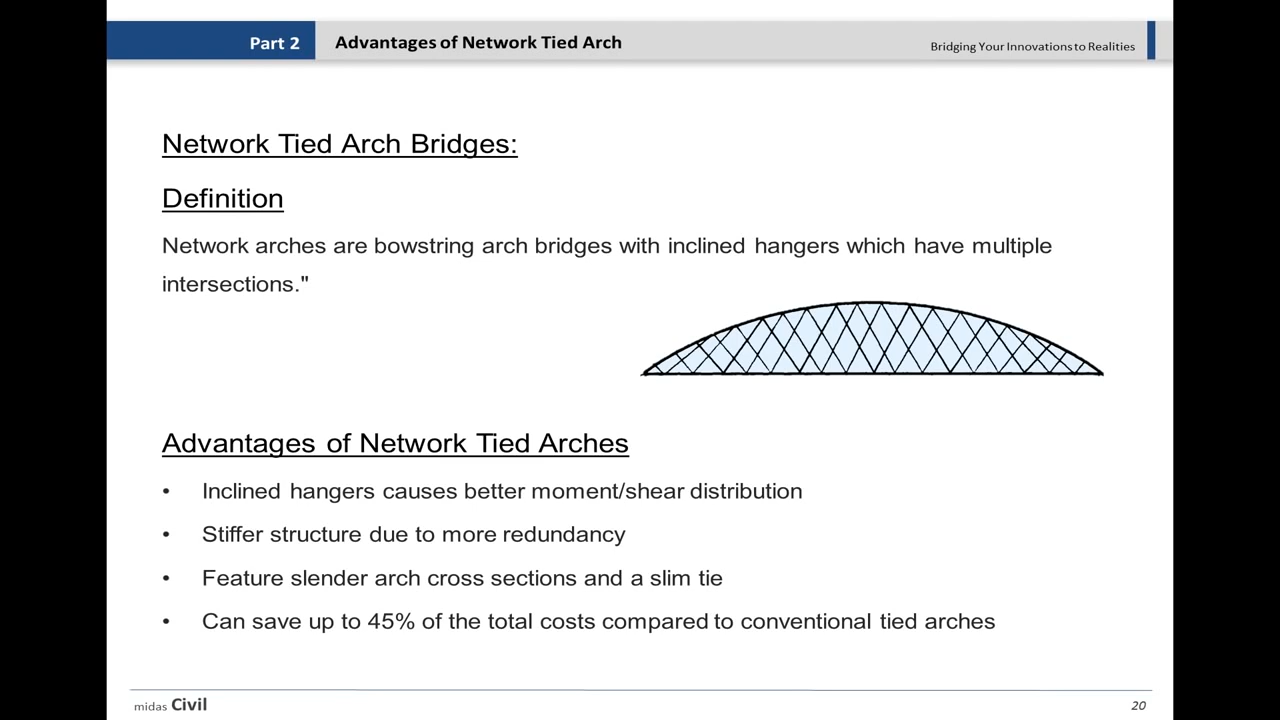 Part 2
Advantages of Network Tied Arch
Bridging Your Innovations to Realities
Network Tied Arch Bridges:
Definition
Network arches are bowstring arch bridges with inclined hangers which have multiple
intersections."
Advantages of Network Tied Arches
• Inclined hangers causes better moment/shear distribution
• Stiffer structure due to more redundancy
• Feature slender arch cross sections and a slim tie
• Can save up to 45% of the total costs compared to conventional tied arches
midas Civil
20